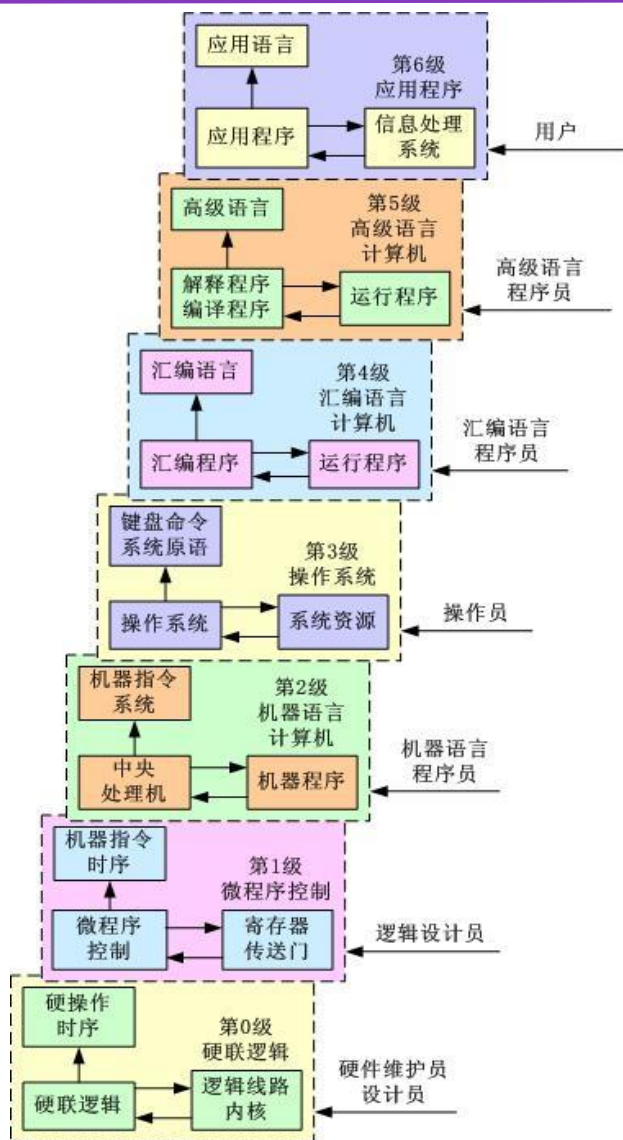 应用语言
第6级
应用程序
应用程序
信息处理
系统
用户
高级语言
第5级
高级语言
计算机
解释程序
编译程序
运行程序
高级语言
程序员
汇编语言
第4级
汇编语言
计算机
汇编程序
运行程序
汇编语言
程序员
键盘命令
系统原语
第3级
操作系统
操作系统
系统资源
操作员
机器指令
系统
第2级
机器语言
计算机
中央
处理机
机器程序
机器语言
程序员
机器指令
时序
第1级
微程序控制
微程序
控制
寄存器
传送门
逻辑设计员
硬操作
时序
第0级
硬联逻辑
硬联逻辑
逻辑线路
内核
硬件维护员
设计员